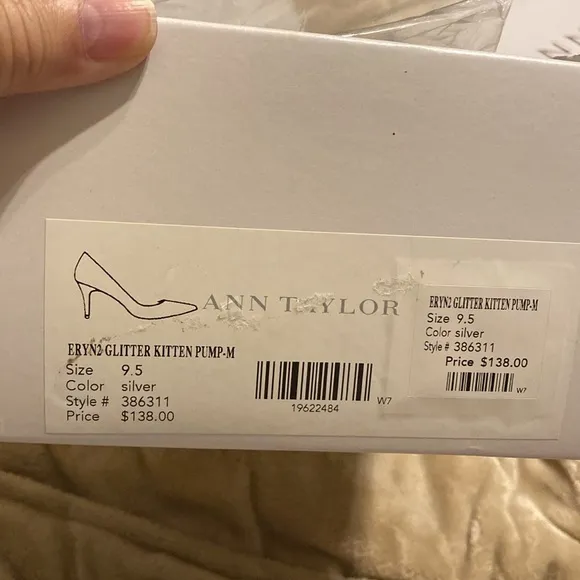 ANN TAYLOR
ERYN2 GLITTER KITTEN PUMP-M
Size 9.5
Color silver
Style # 386311
Price $138.00
19622484
W7
ERYN2 GLITTER KITTEN PUMP-M
Size 9.5
Color silver
Style # 386311
Price $138.00
W7